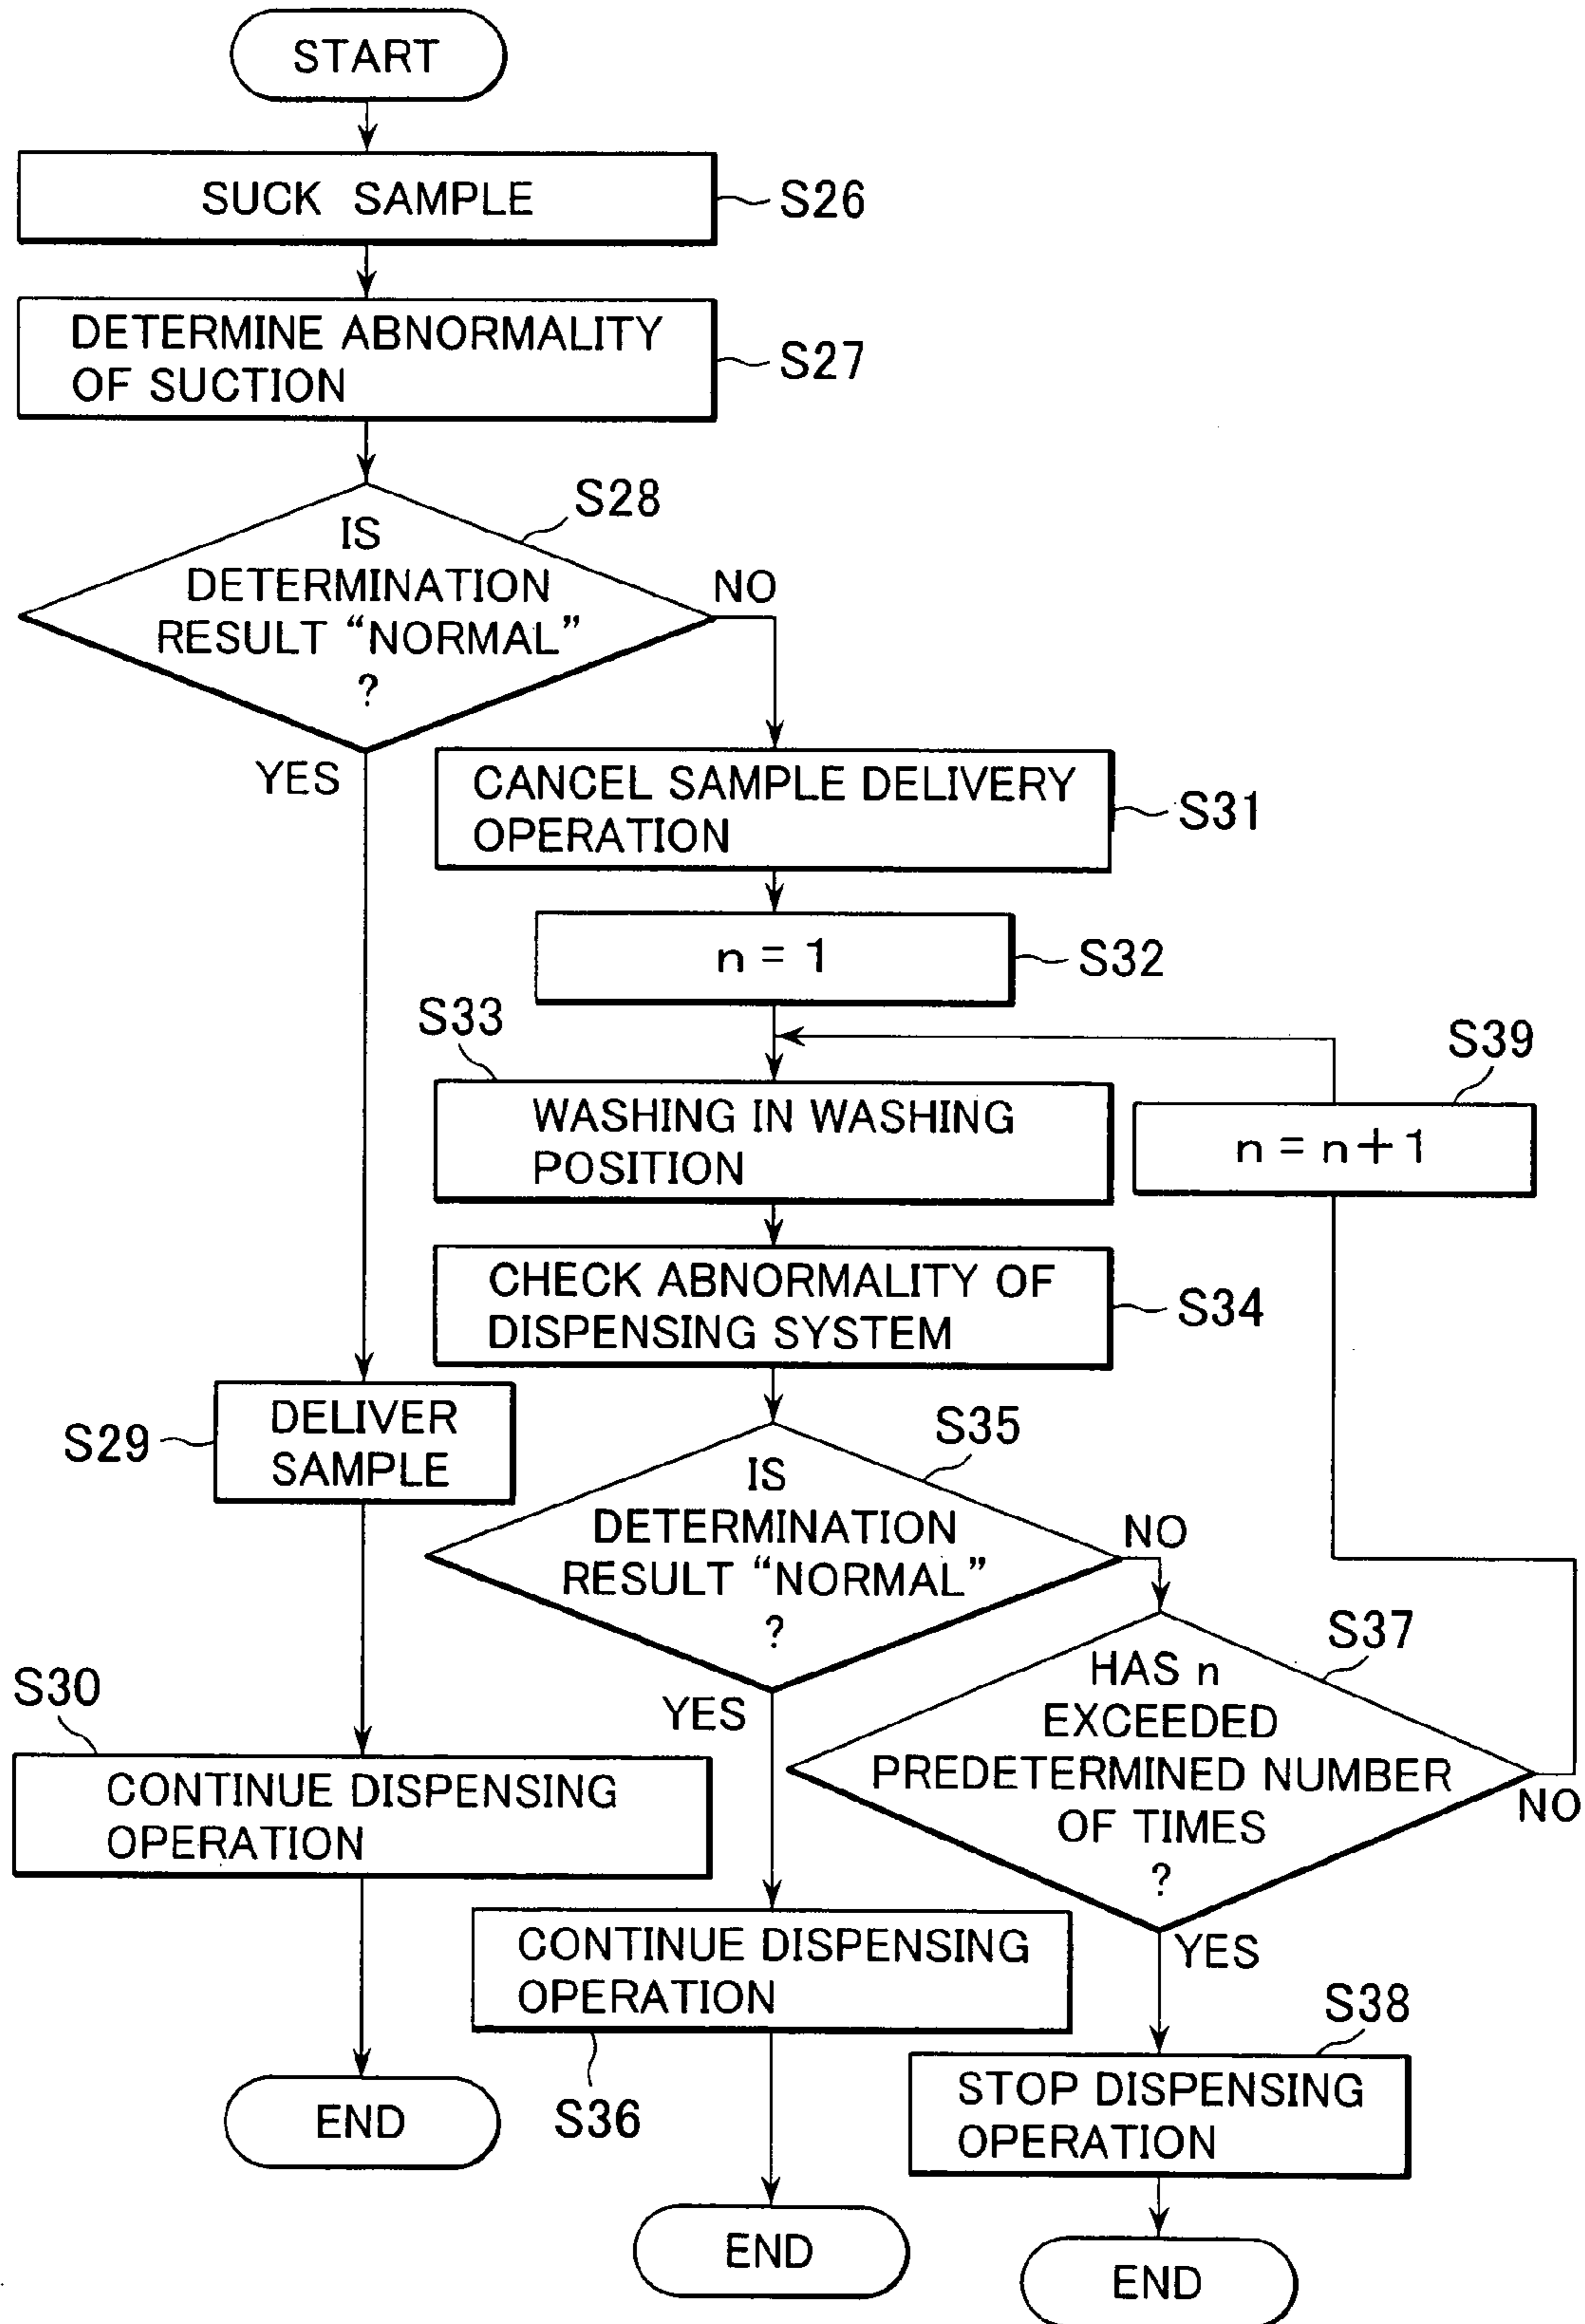 START
SUCK SAMPLE
S26
DETERMINE ABNORMALITY
OF SUCTION
S27
S28
IS
DETERMINATION
RESULT “NORMAL”
?
NO
YES
CANCEL SAMPLE DELIVERY
OPERATION
S31
n = 1
S32
S33
WASHING IN WASHING
POSITION
S39
n = n + 1
CHECK ABNORMALITY OF
DISPENSING SYSTEM
S34
S29
DELIVER
SAMPLE
S35
IS
DETERMINATION
RESULT “NORMAL”
?
NO
YES
S37
HAS n
EXCEEDED
PREDETERMINED NUMBER
OF TIMES
?
NO
YES
S30
CONTINUE DISPENSING
OPERATION
END
CONTINUE DISPENSING
OPERATION
S36
END
S38
STOP DISPENSING
OPERATION
END